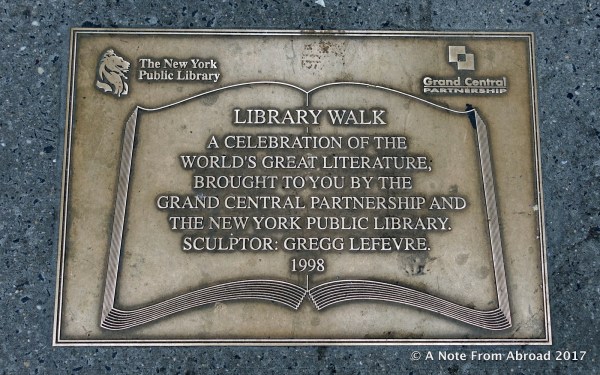 The New York
Public Library
Grand Central
PARTNERSHIP
LIBRARY WALK
A CELEBRATION OF THE
WORLD'S GREAT LITERATURE,
BROUGHT TO YOU BY THE
GRAND CENTRAL PARTNERSHIP AND
THE NEW YORK PUBLIC LIBRARY.
SCULPTOR: GREGG LEFEVRE.
1998
© A Note From Abroad 2017